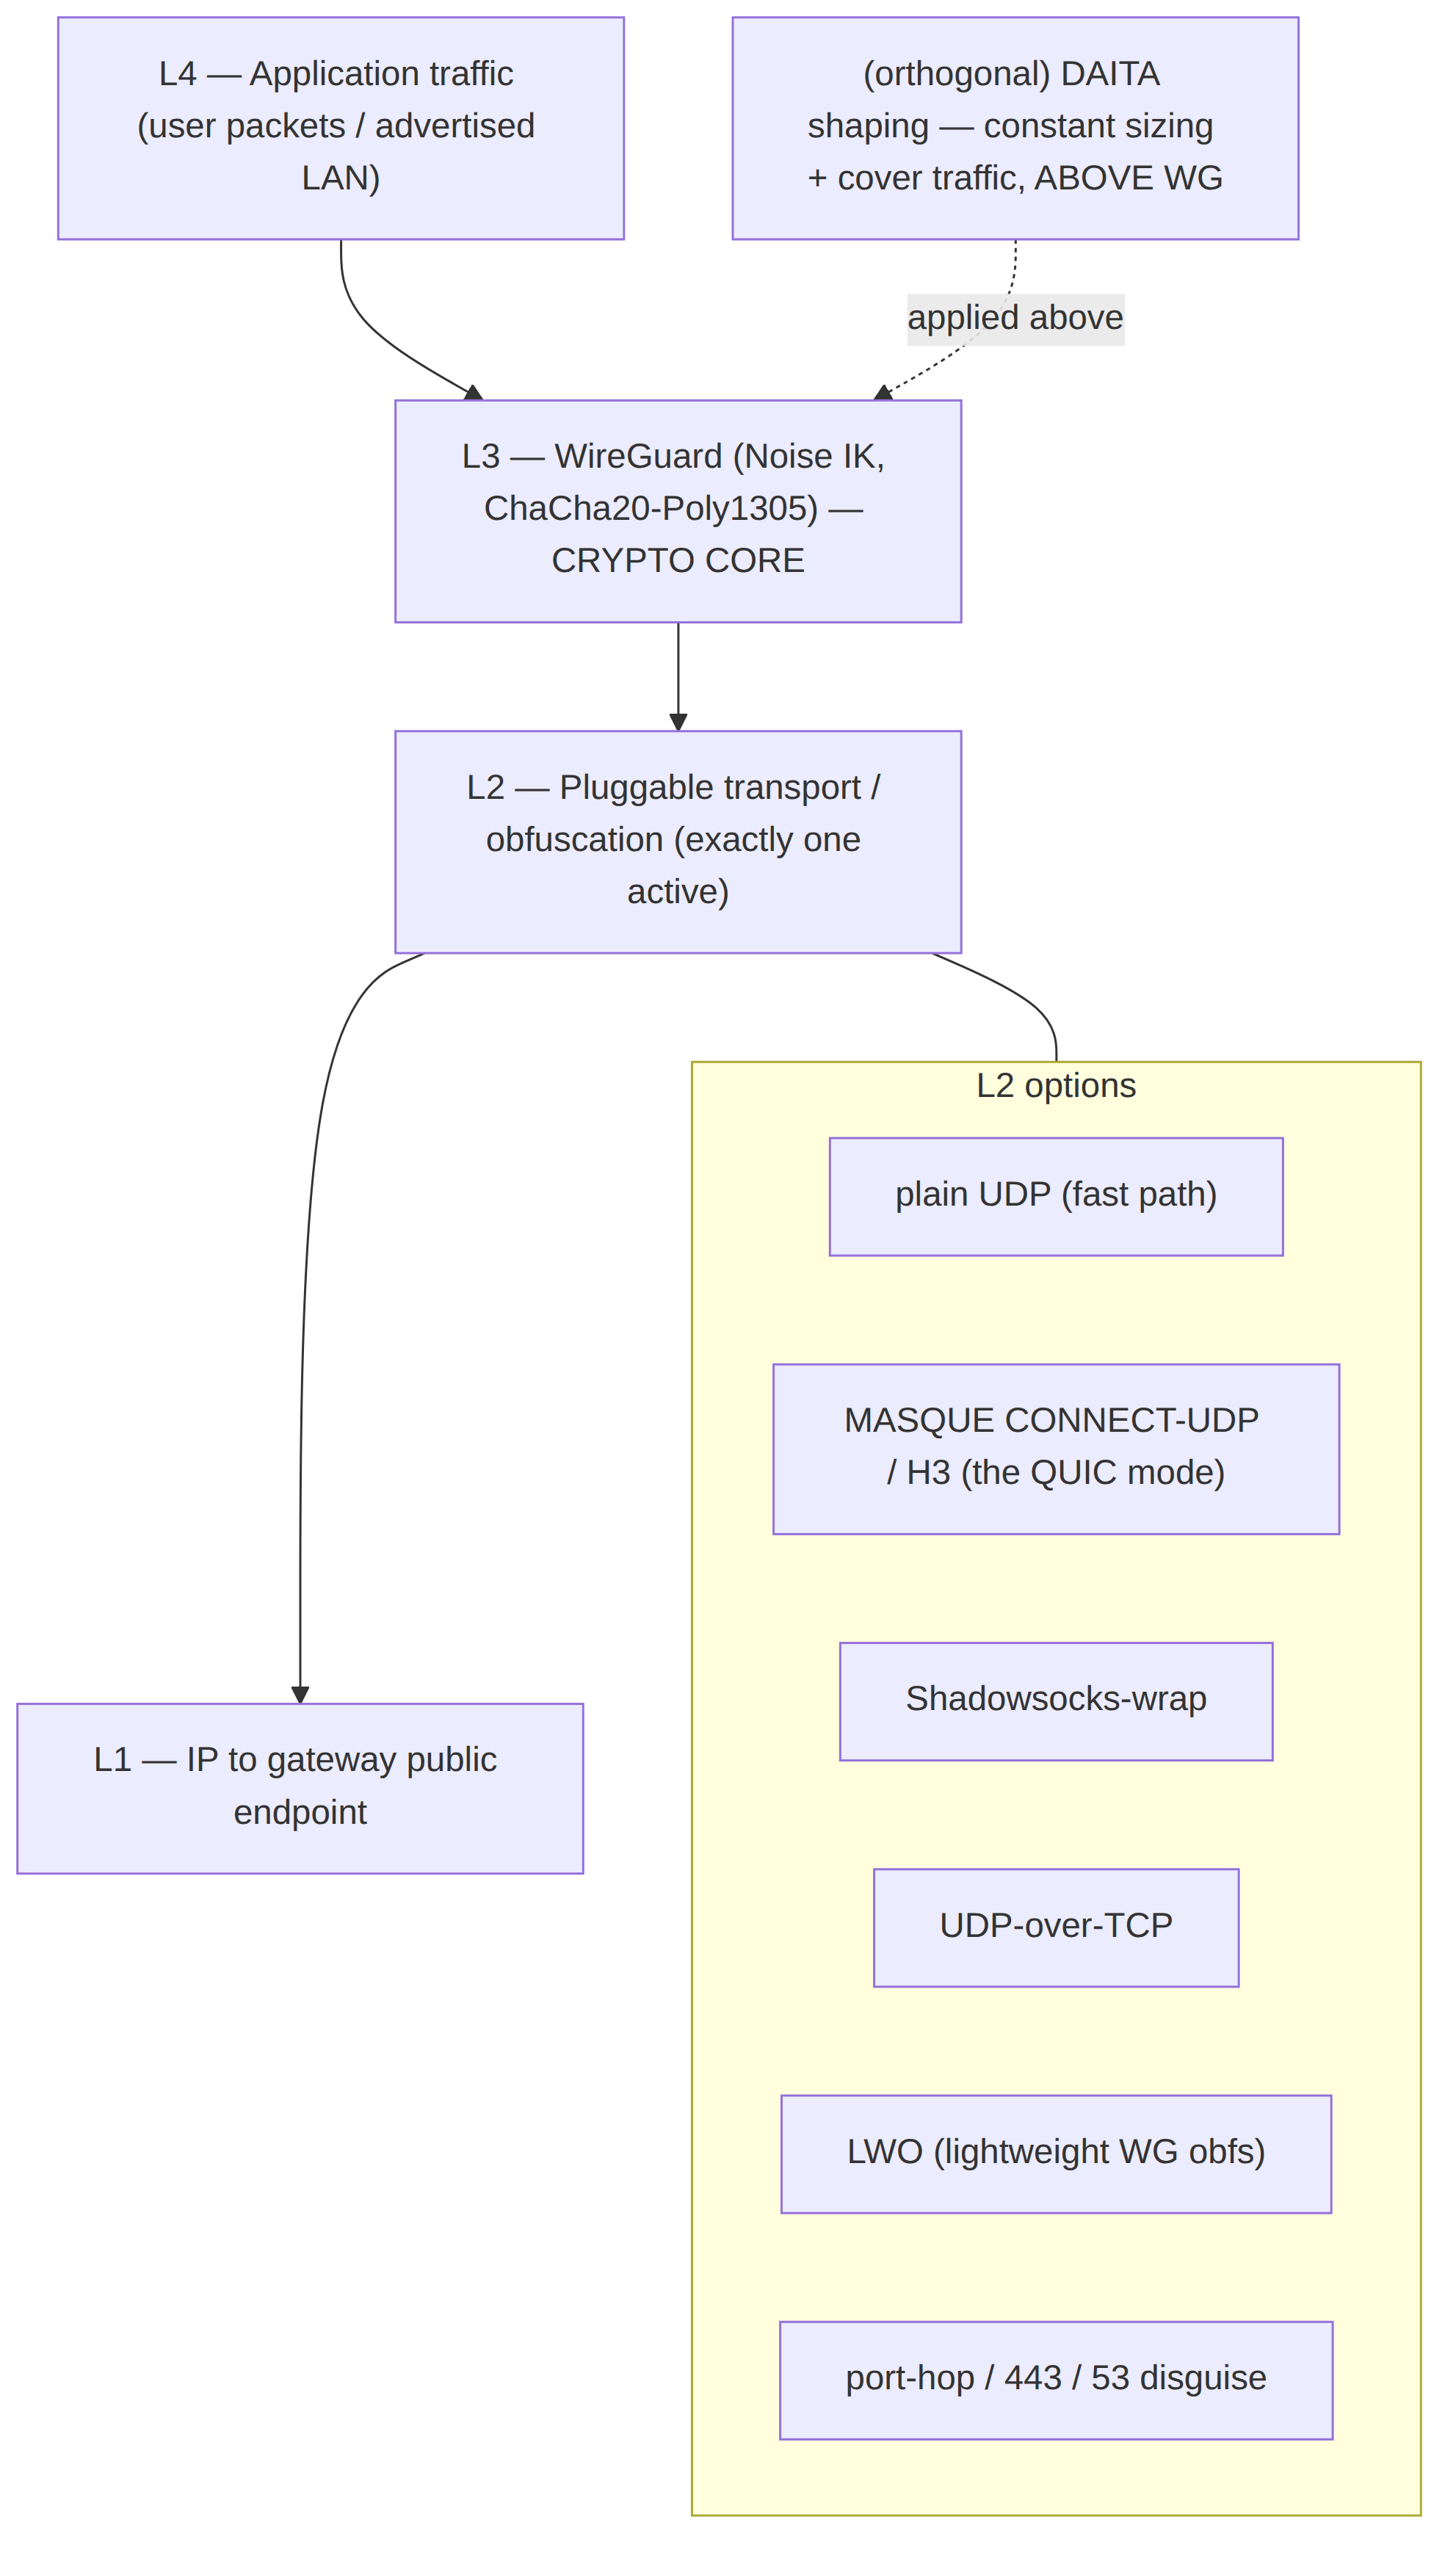 L4 — Application traffic
(user packets / advertised
LAN)
(orthogonal) DAITA
shaping — constant sizing
+ cover traffic, ABOVE WG
applied above
L3 — WireGuard (Noise IK,
ChaCha20-Poly1305) —
CRYPTO CORE
L2 — Pluggable transport /
obfuscation (exactly one
active)
L2 options
plain UDP (fast path)
MASQUE CONNECT-UDP
/ H3 (the QUIC mode)
Shadowsocks-wrap
L1 — IP to gateway public
endpoint
UDP-over-TCP
LWO (lightweight WG obfs)
port-hop / 443 / 53 disguise